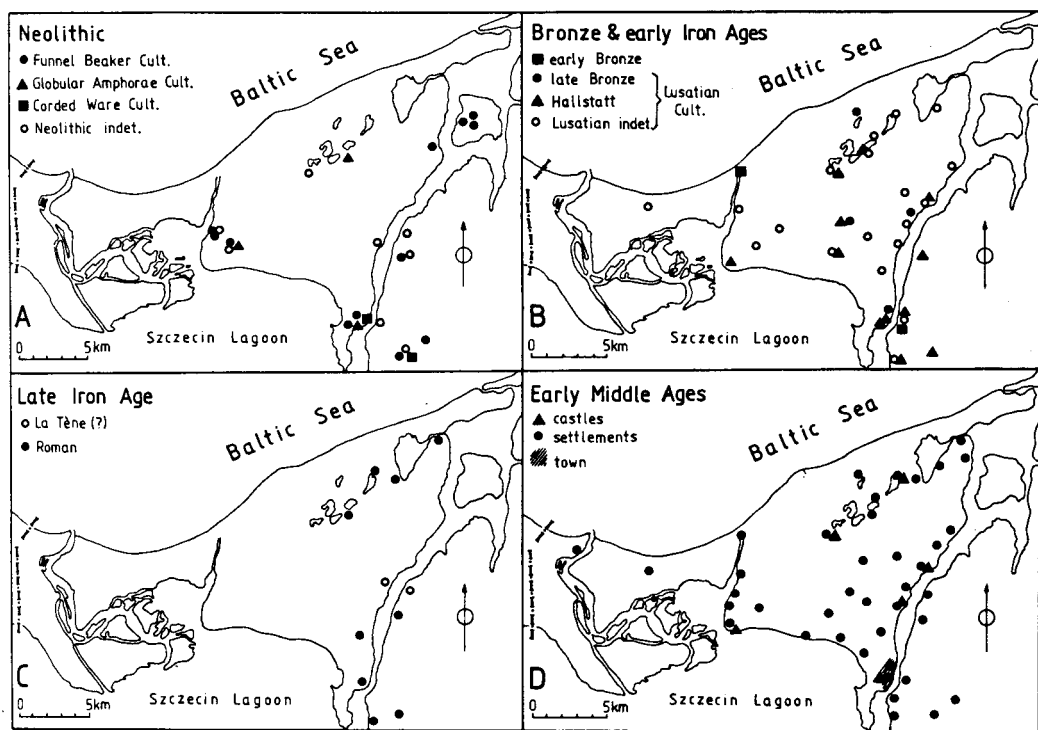 Neolithic
Funnel Beaker Cult.
Globular Amphorae Cult.
Corded Ware Cult.
Neolithic indet.
Baltic Sea
A
Szczecin Lagoon
0 5km
Bronze & early Iron Ages
early Bronze
late Bronze
Hallstatt
Lusatian indet.
Lusatian
Cult.
Baltic Sea
B
Szczecin Lagoon
0 5km
Late Iron Age
La Tène (?)
Roman
Baltic Sea
C
Szczecin Lagoon
0 5km
Early Middle Ages
castles
settlements
town
Baltic Sea
D
Szczecin Lagoon
0 5km